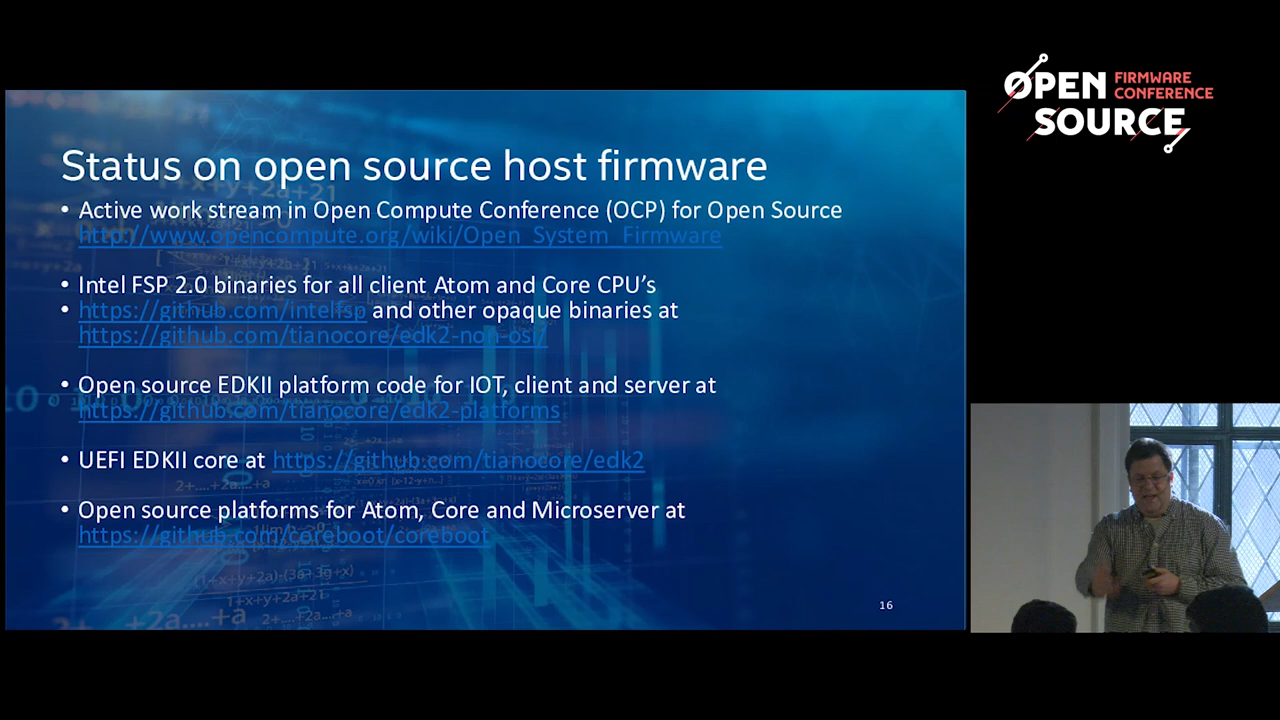 OPEN FIRMWARE CONFERENCE
SOURCE
Status on open source host firmware
• Active work stream in Open Compute Conference (OCP) for Open Source
http://www.opencompute.org/wiki/Open_System_Firmware
• Intel FSP 2.0 binaries for all client Atom and Core CPU's
• https://github.com/intelfsp and other opaque binaries at
https://github.com/tianocore/edk2-non-osi/
• Open source EDKII platform code for IOT, client and server at
https://github.com/tianocore/edk2-platforms
• UEFI EDKII core at https://github.com/tianocore/edk2
• Open source platforms for Atom, Core and Microserver at
https://github.com/coreboot/coreboot
16